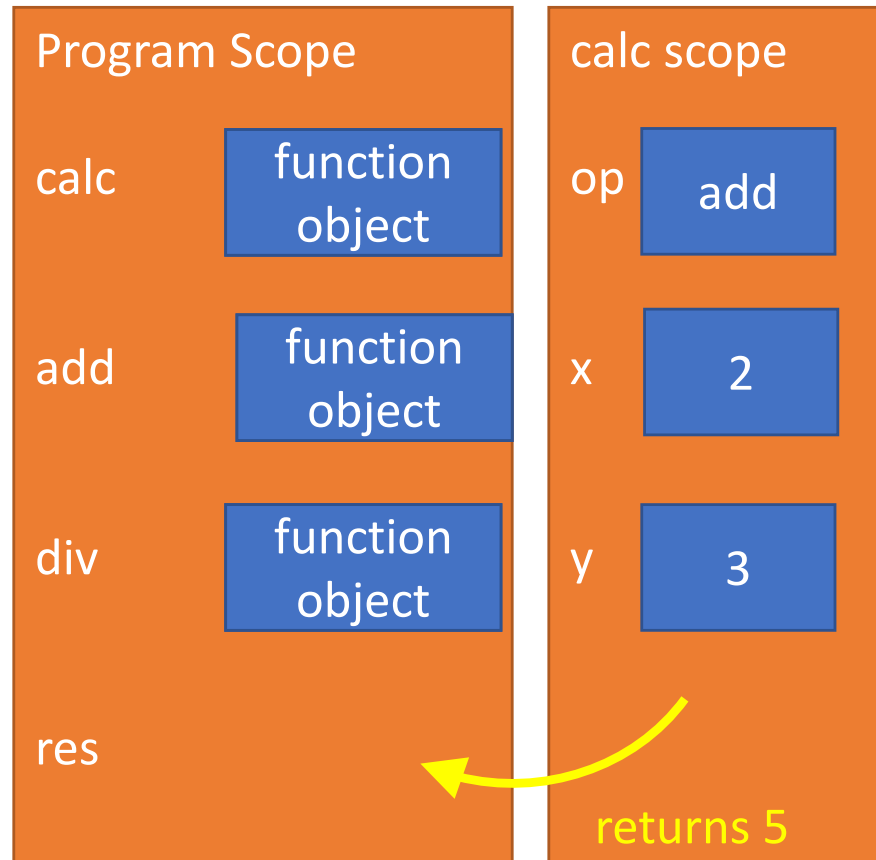 Program Scope
calc
function
object
add
function
object
div
function
object
res
calc scope
op
add
x
2
y
3
returns 5